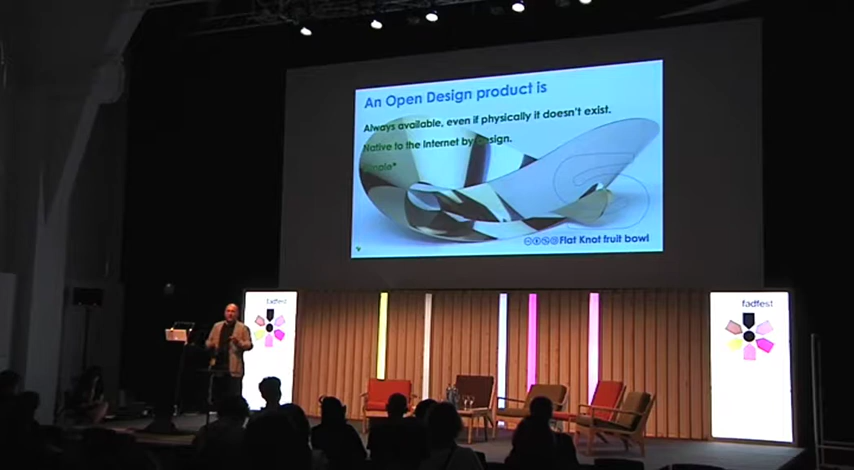 An Open Design product is
Always available, even if physically it doesn't exist.
Native to the Internet by design.
Flat Knot fruit bowl
fadfest
fadfest